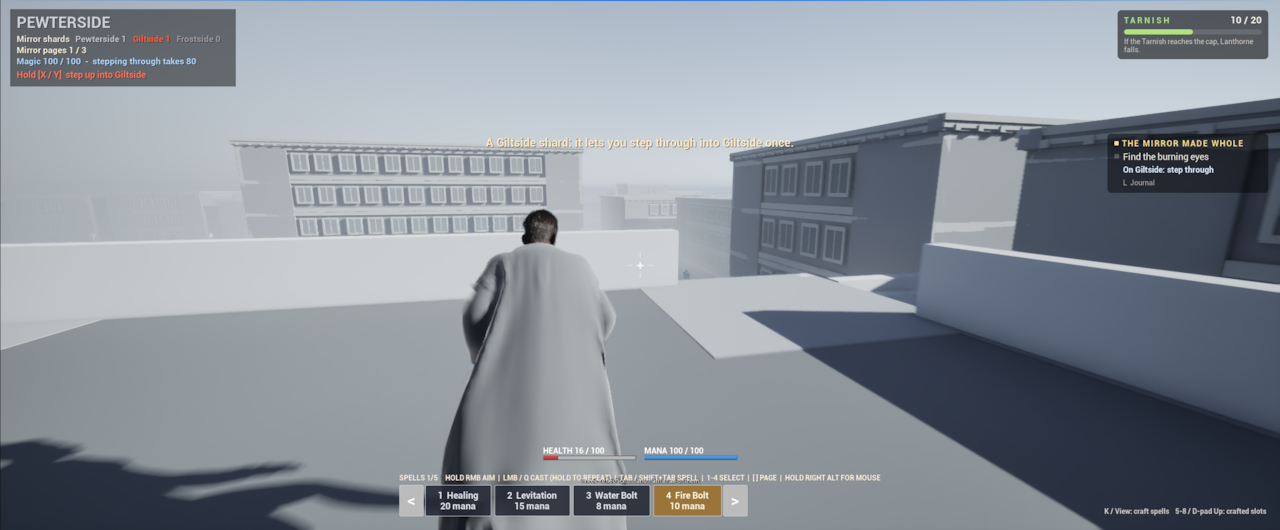 PEWTERSIDE
Mirror shards Pewterside 1 Giltside 1 Frostside 0
Mirror pages 1 / 3
Magic 100 / 100 - stepping through takes 80
Hold [X / Y] step up into Giltside
TARNISH 10 / 20
If the Tarnish reaches the cap, Lanthorne
falls.
A Giltside shard: it lets you step through into Giltside once.
THE MIRROR MADE WHOLE
Find the burning eyes
On Giltside: step through
L Journal
HEALTH 16 / 100 MANA 100 / 100
SPELLS 1/5 HOLD RMB AIM | LMB / Q CAST (HOLD TO REPEAT) | TAB / SHIFT+TAB SPELL | 1-4 SELECT | [ ] PAGE | HOLD RIGHT ALT FOR MOUSE
< 1 Healing 2 Levitation 3 Water Bolt 4 Fire Bolt >
20 mana 15 mana 8 mana 10 mana
K / View: craft spells 5-8 / D-pad Up: crafted slots